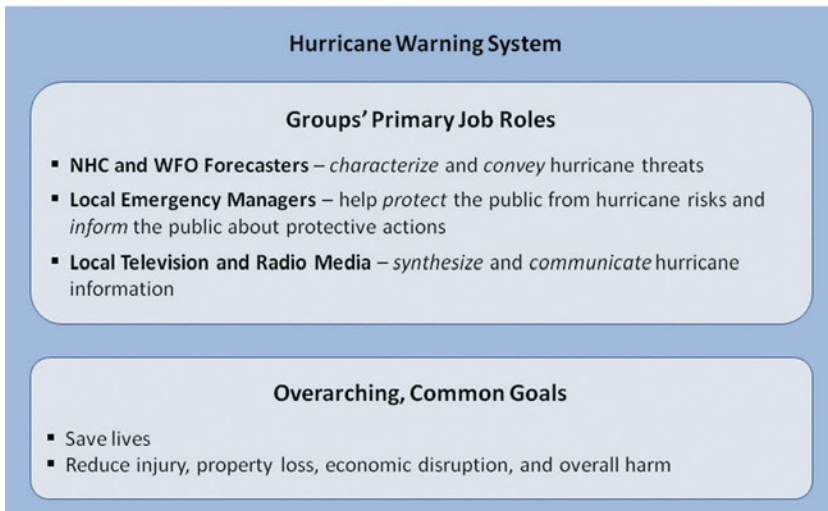 Hurricane Warning System
Groups' Primary Job Roles
▪ NHC and WFO Forecasters – characterize and convey hurricane threats
▪ Local Emergency Managers – help protect the public from hurricane risks and
inform the public about protective actions
▪ Local Television and Radio Media – synthesize and communicate hurricane
information
Overarching, Common Goals
▪ Save lives
▪ Reduce injury, property loss, economic disruption, and overall harm